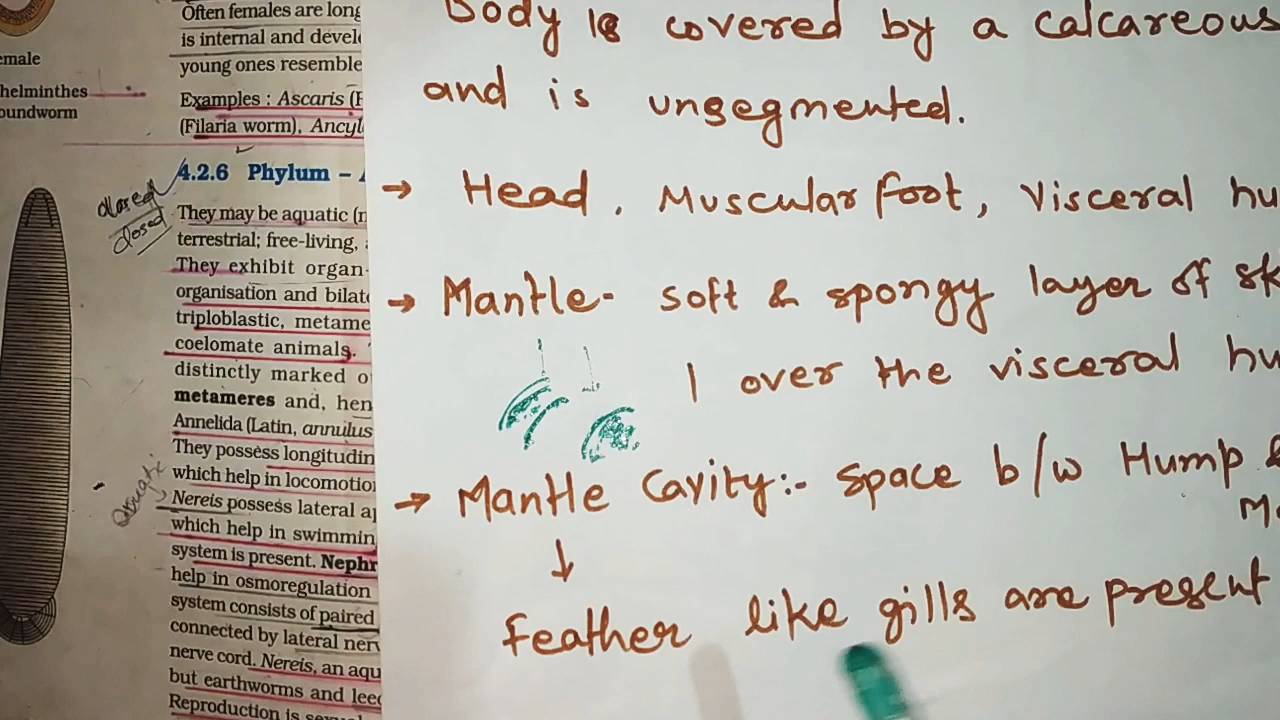 Often females are long
is internal and devel
young ones resemble
Examples : Ascaris (
(Filaria worm), Ancyl
emale
helminthes
oundworm
4.2.6 Phylum –
closed
They may be aquatic (
terrestrial; free-living,
They exhibit organ-
organisation and bilat
triploblastic, metame
coelomate animals.
distinctly marked o
metameres and, hen
Annelida (Latin, annulus
They possess longitudin
which help in locomotion
Nereis possess lateral a
which help in swimmin
system is present. Nephr
help in osmoregulation
system consists of paired
connected by lateral nerv
nerve cord. Nereis, an aqu
but earthworms and leec
Reproduction is sexual
Body is covered by a calcareous
and is unsegmented.
→ Head, Muscular foot, Visceral hu
→ Mantle- soft & spongy layer of sk
| over the visceral hu
→ Mantle Cavity:- Space b/w Hump &
↓
Feather like gills are present